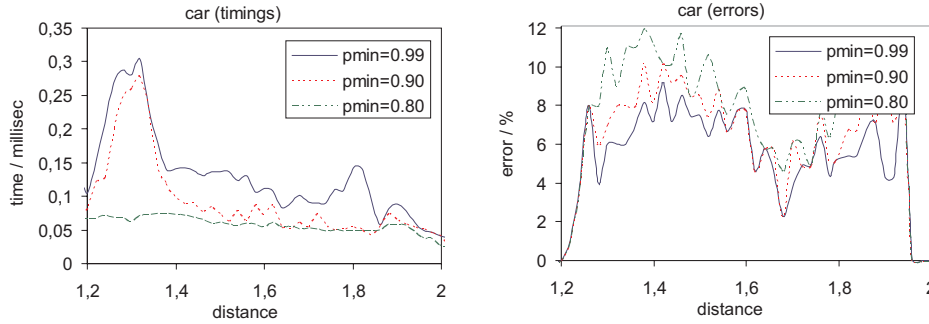 car (timings)
0,35
0,3
0,25
0,2
0,15
0,1
0,05
0
time / millisec
pmin=0.99
pmin=0.90
pmin=0.80
1,2
1,4
1,6
1,8
2
distance
car (errors)
12
10
8
6
4
2
0
error / %
pmin=0.99
pmin=0.90
pmin=0.80
1,2
1,4
1,6
1,8
2
distance